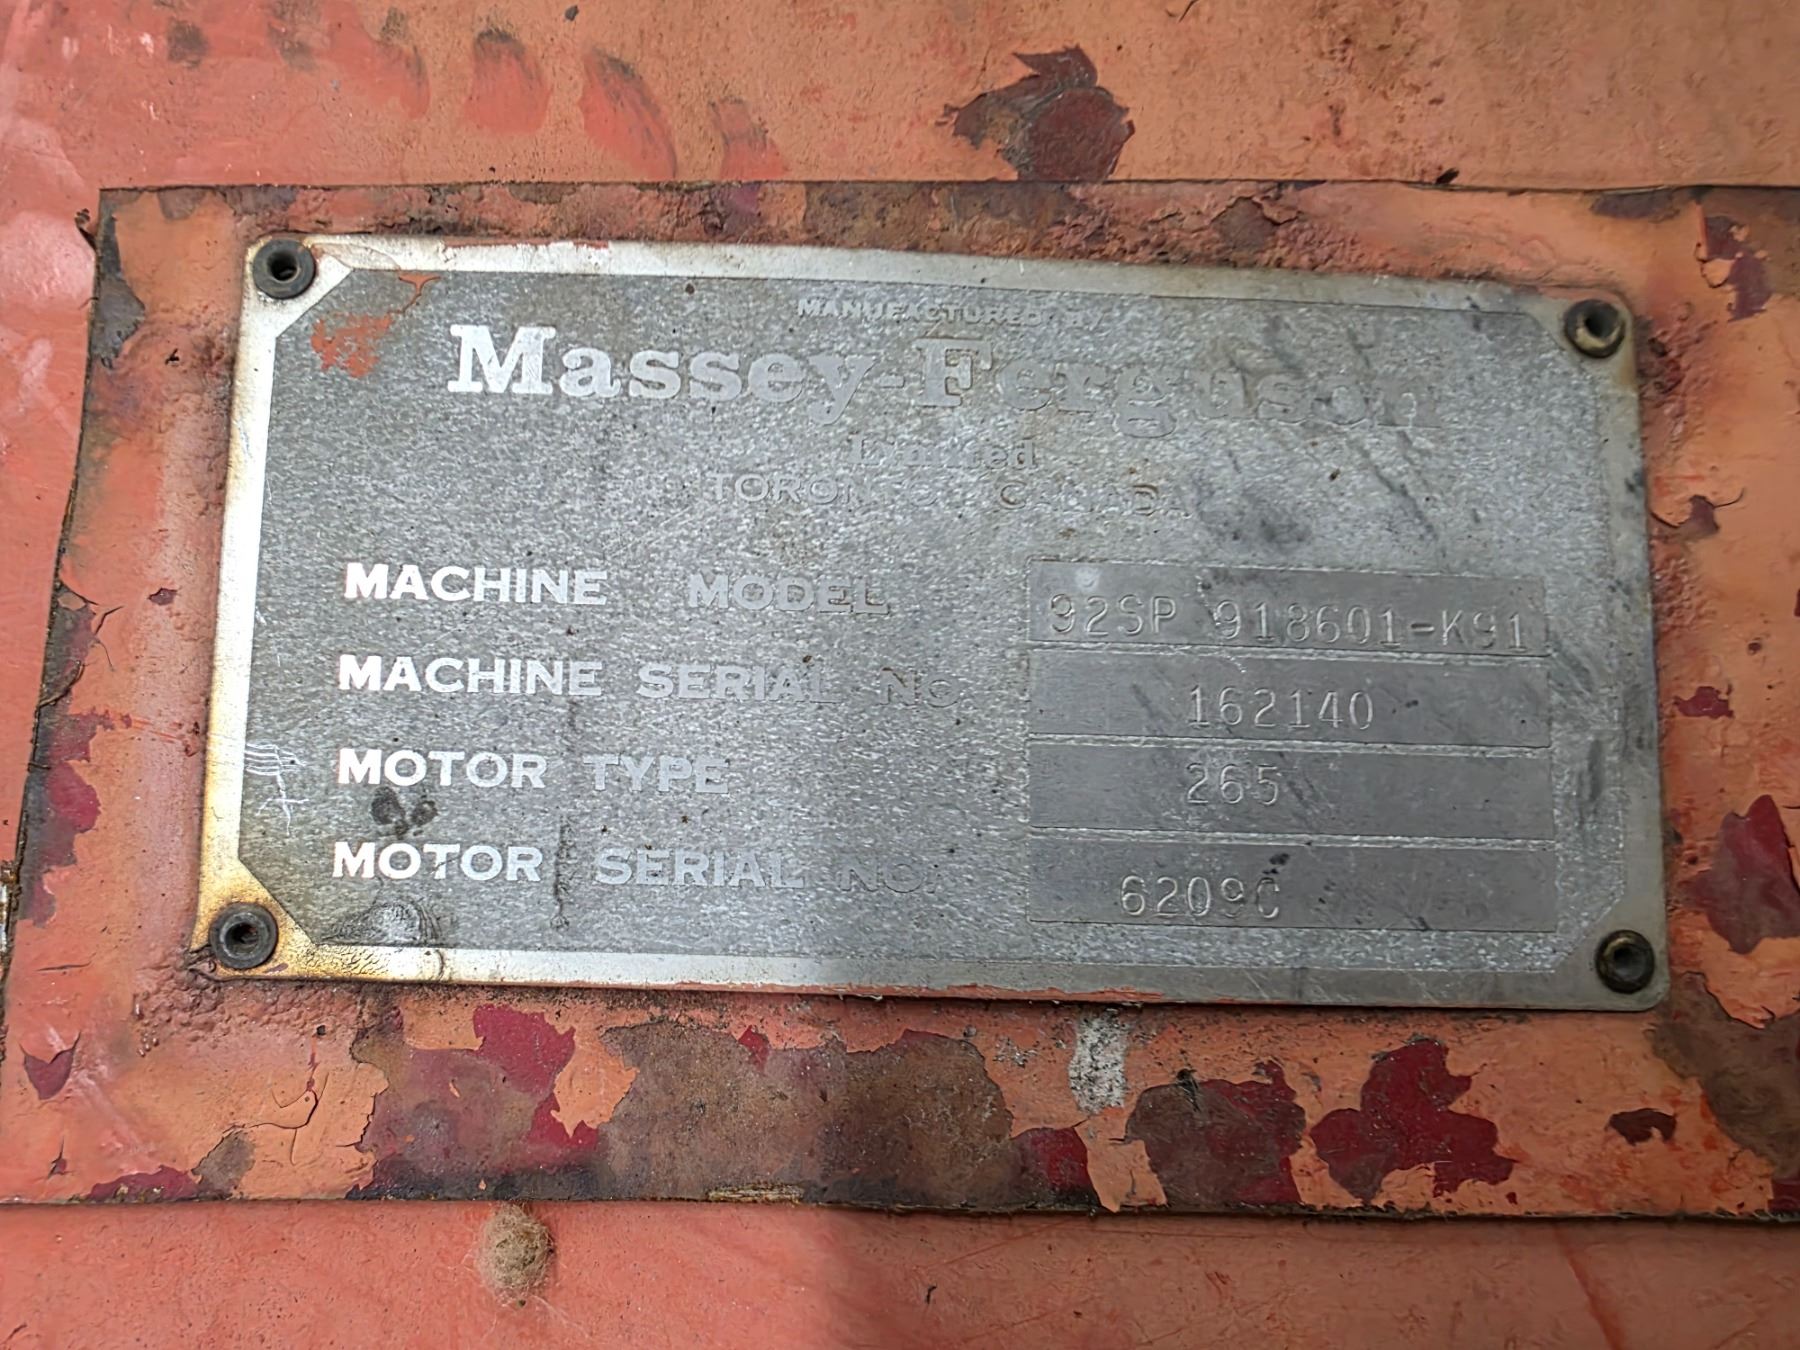 MANUFACTURED BY
Massey-Ferguson
Limited
TORONTO CANADA
MACHINE MODEL 92SP 918601-K91
MACHINE SERIAL NO. 162140
MOTOR TYPE 265
MOTOR SERIAL NO. 6209C